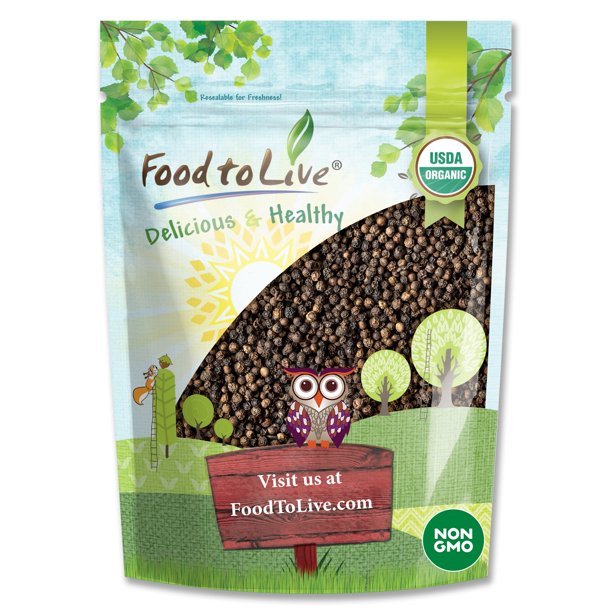 Resealable for Freshness!
Food to Live®
Delicious & Healthy
USDA
ORGANIC
Visit us at
FoodToLive.com
NON
GMO